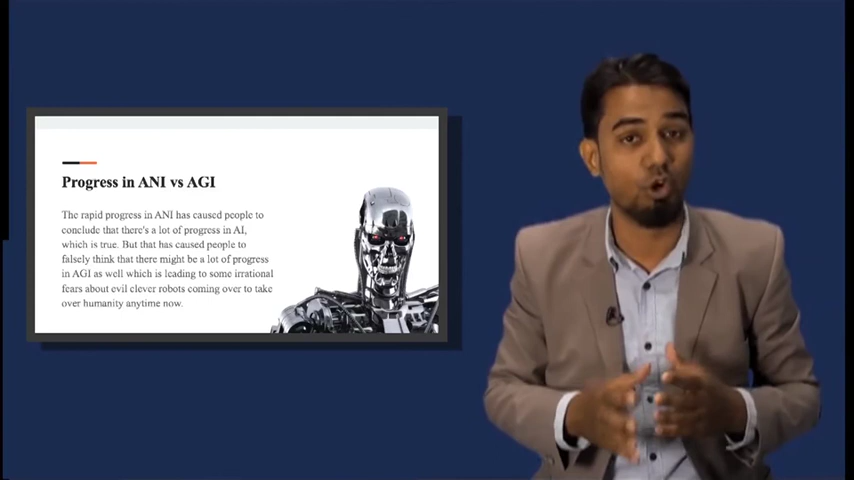 Progress in ANI vs AGI
The rapid progress in ANI has caused people to
conclude that there's a lot of progress in AI,
which is true. But that has caused people to
falsely think that there might be a lot of progress
in AGI as well which is leading to some irrational
fears about evil clever robots coming over to take
over humanity anytime now.